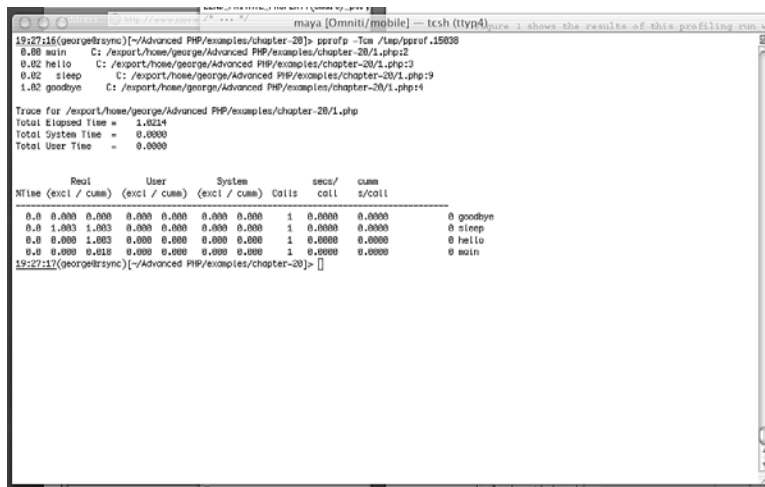 maya [Omniti/mobile] — tcsh (ttyp4)
19:27:16(george@rsync)[~/Advanced PHP/examples/chapter-20]> pprofp -Tcm /tmp/pprof.15038
0.00 main C: /export/home/george/Advanced PHP/examples/chapter-20/1.php:2
0.02 hello C: /export/home/george/Advanced PHP/examples/chapter-20/1.php:3
0.02 sleep C: /export/home/george/Advanced PHP/examples/chapter-20/1.php:9
1.02 goodbye C: /export/home/george/Advanced PHP/examples/chapter-20/1.php:4
Trace for /export/home/george/Advanced PHP/examples/chapter-20/1.php
Total Elapsed Time = 1.0214
Total System Time = 0.0000
Total User Time = 0.0000
Real User System secs/ cumm
%Time (excl / cumm) (excl / cumm) (excl / cumm) Calls call s/call
0.0 0.000 0.000 0.000 0.000 0.000 0.000 1 0.0000 0.0000 0 goodbye
0.0 1.003 1.003 0.000 0.000 0.000 0.000 1 0.0000 0.0000 0 sleep
0.0 0.000 1.003 0.000 0.000 0.000 0.000 1 0.0000 0.0000 0 hello
0.0 0.000 0.018 0.000 0.000 0.000 0.000 1 0.0000 0.0000 0 main
19:27:17(george@rsync)[~/Advanced PHP/examples/chapter-20]>